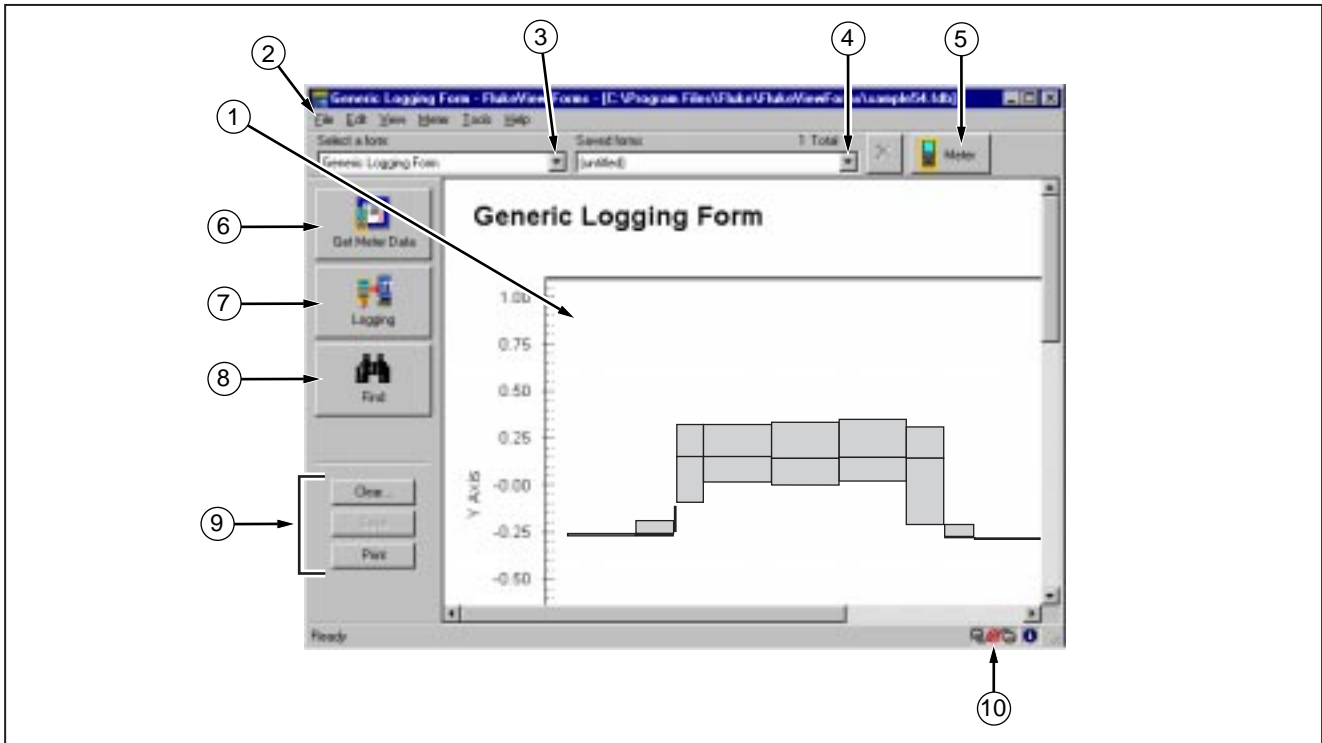 3
4
5
2
1
Generic Logging Form - FlukeView Forms - [C:\Program Files\Fluke\FlukeViewForms\sample54.fdb]
File Edit View Meter Tools Help
Select a form: Saved forms: 1 Total
Generic Logging Form (untitled) Meter
6
Get Meter Data
Generic Logging Form
7
Logging
1.00
0.75
8
Find
0.50
0.25
Y Axis
-0.00
9
Clear...
-0.25
Print
-0.50
Ready
10